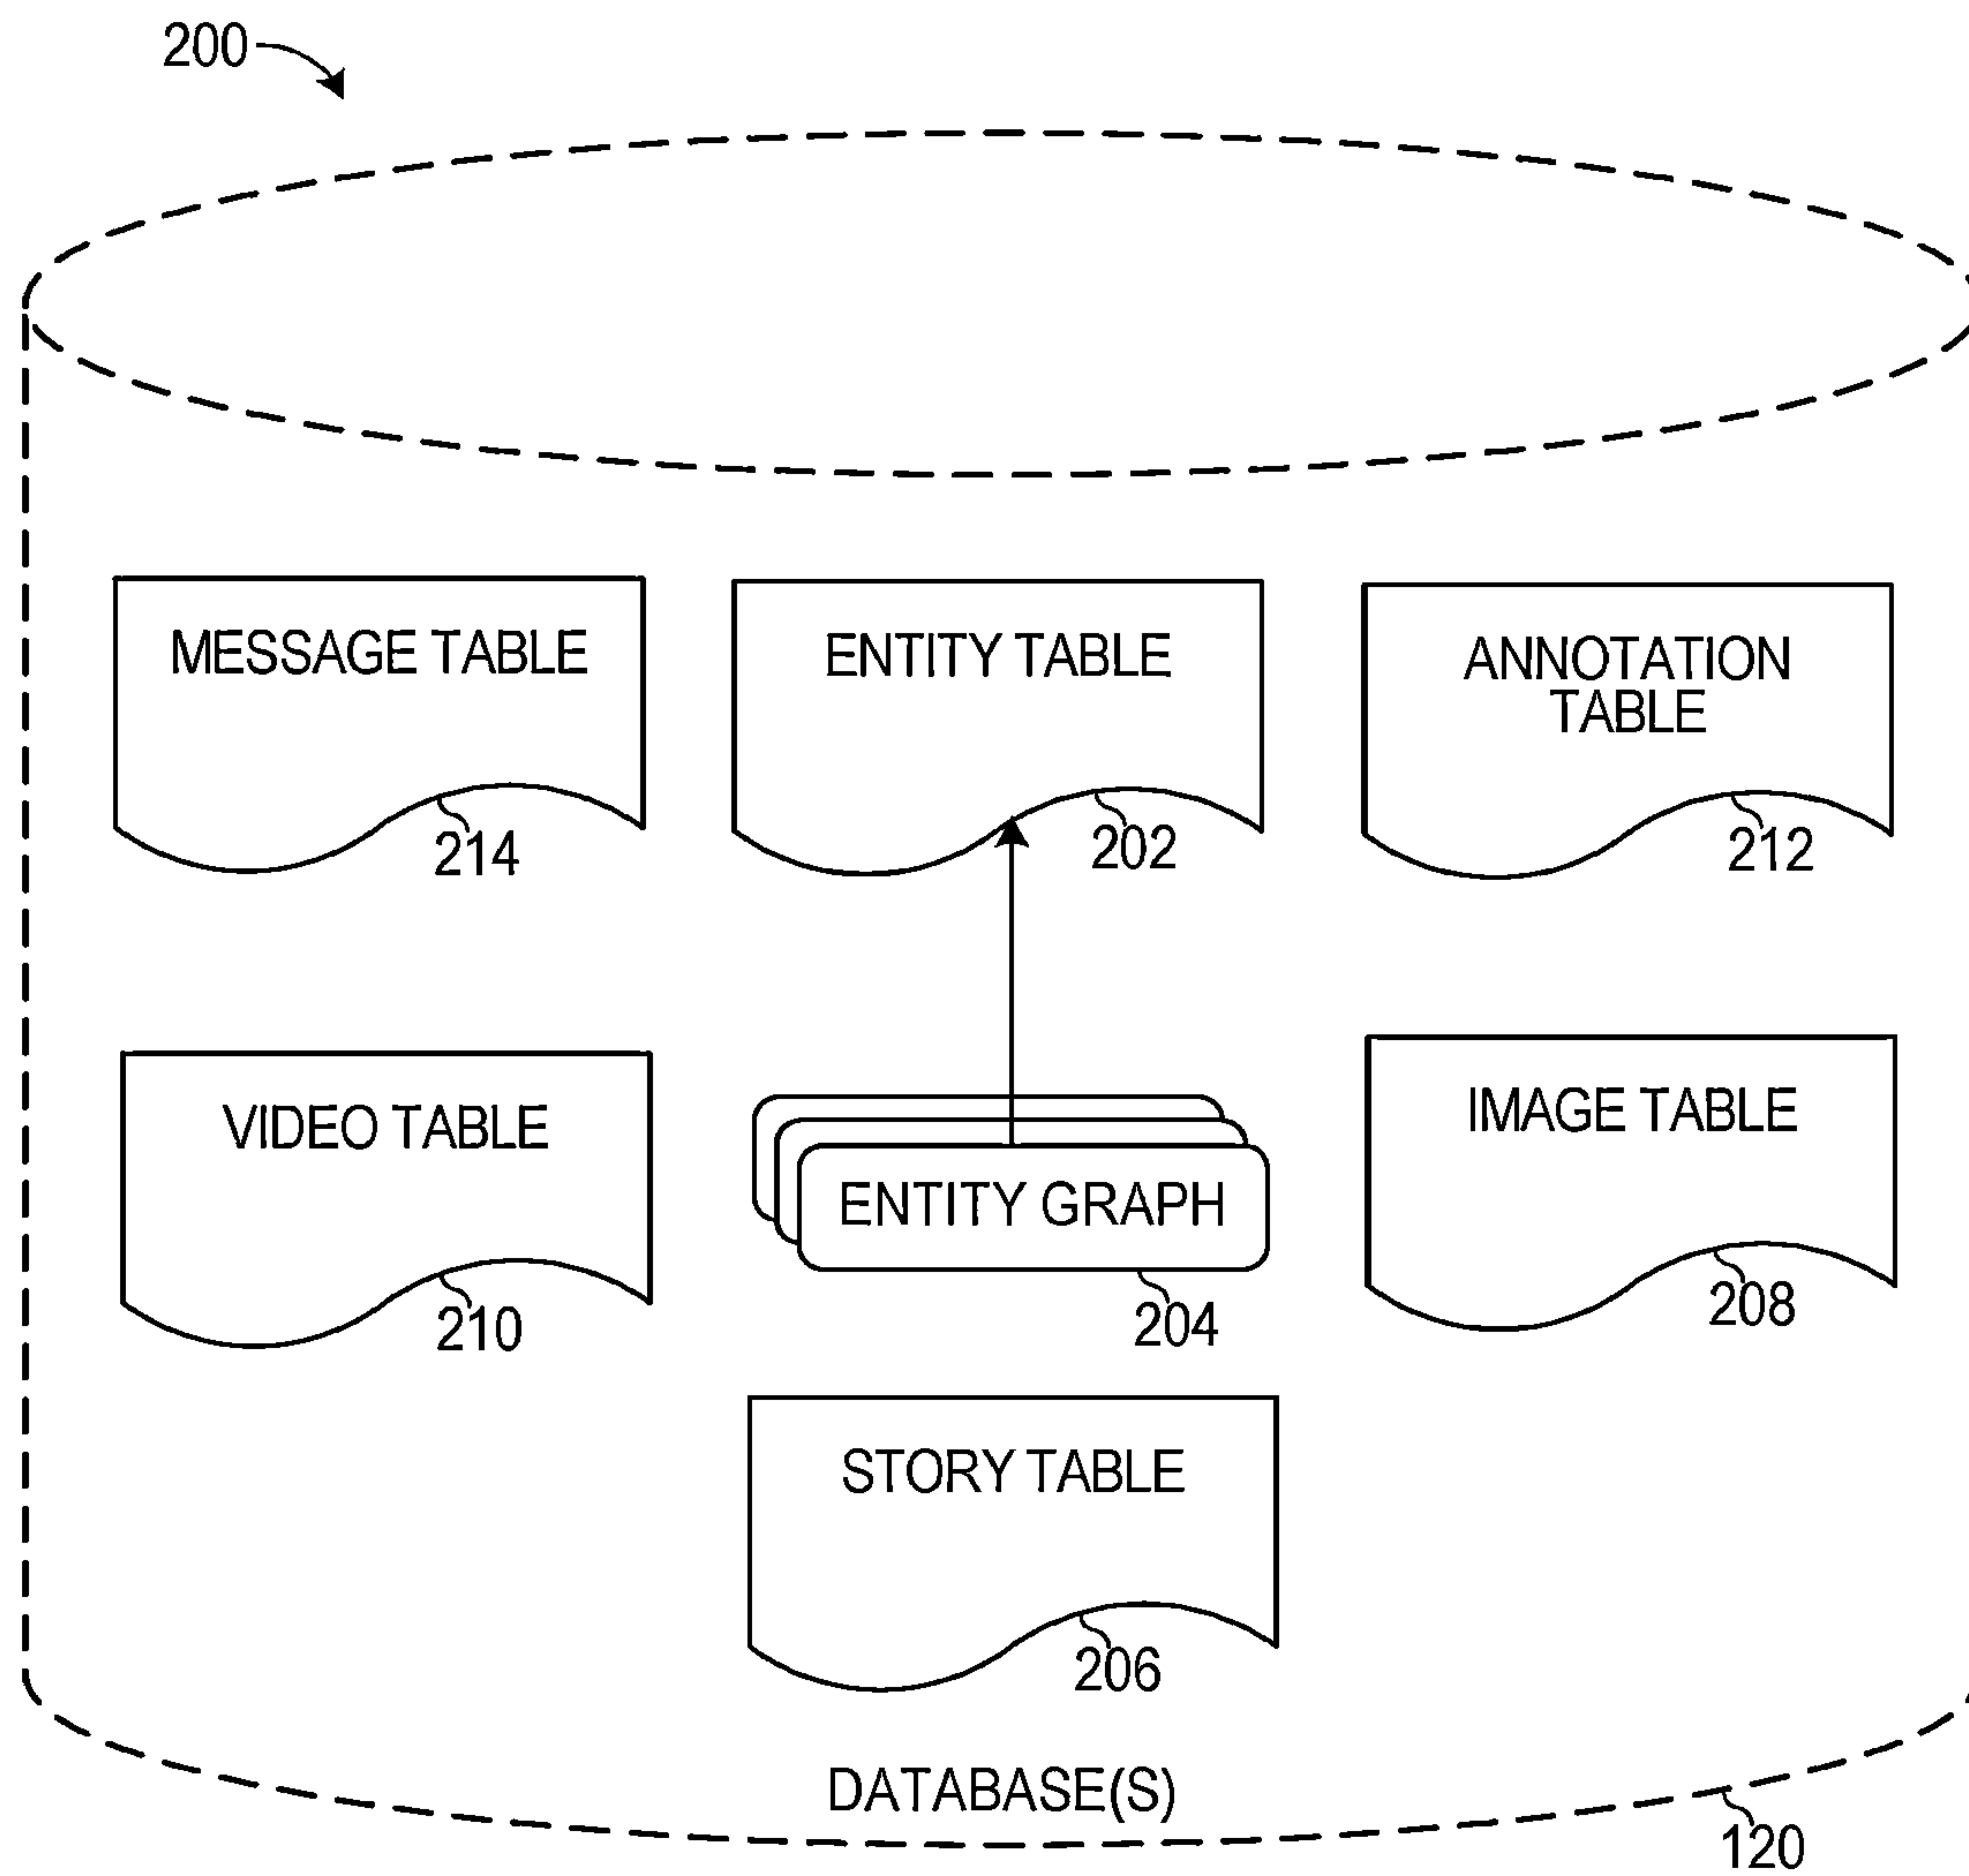 200
MESSAGE TABLE
ENTITY TABLE
ANNOTATION
TABLE
214
202
212
VIDEO TABLE
ENTITY GRAPH
IMAGE TABLE
210
204
208
STORY TABLE
206
DATABASE(S)
120